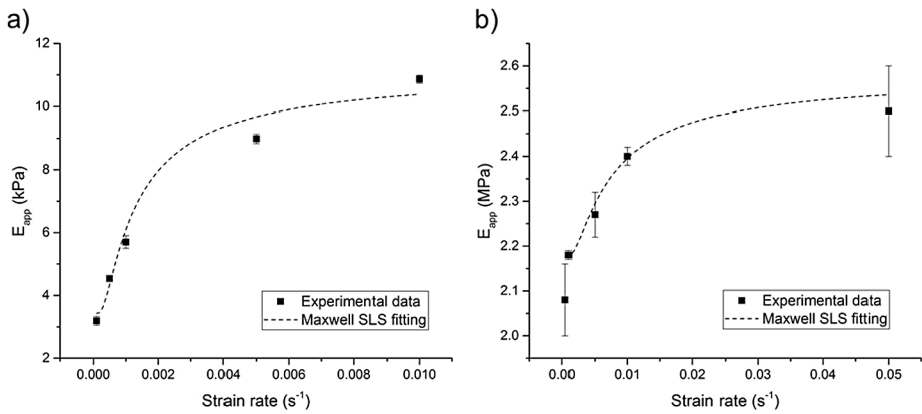 a)
12
10
8
6
4
2
E_app (kPa)
0.000 0.002 0.004 0.006 0.008 0.010
Strain rate (s⁻¹)
Experimental data
Maxwell SLS fitting
b)
2.6
2.5
2.4
2.3
2.2
2.1
2.0
E_app (MPa)
0.00 0.01 0.02 0.03 0.04 0.05
Strain rate (s⁻¹)
Experimental data
Maxwell SLS fitting